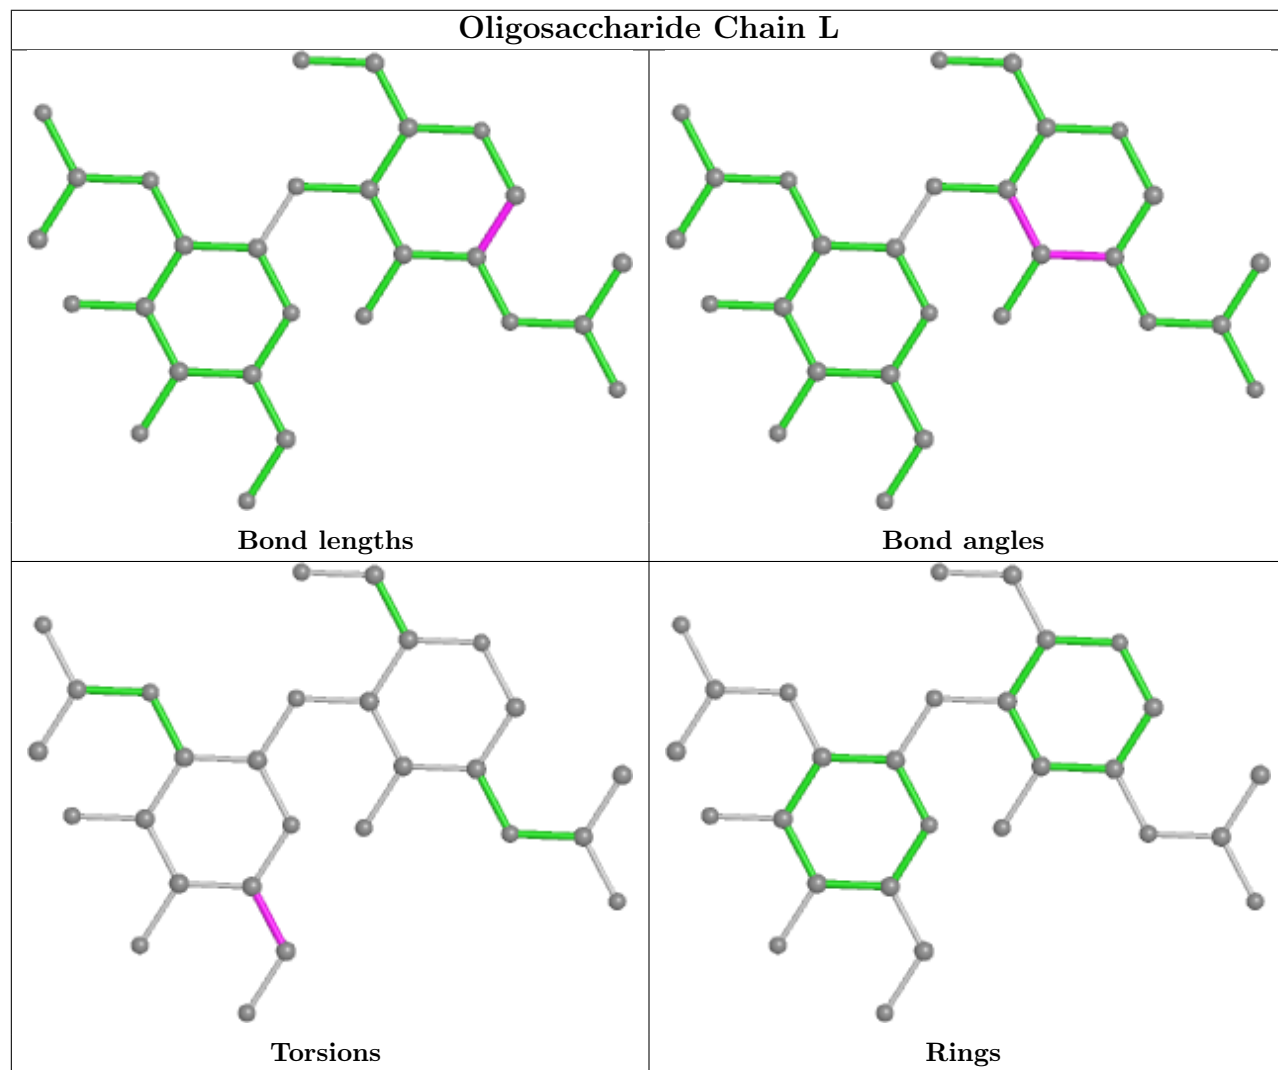 Oligosaccharide Chain L
Bond lengths
Bond angles
Torsions
Rings